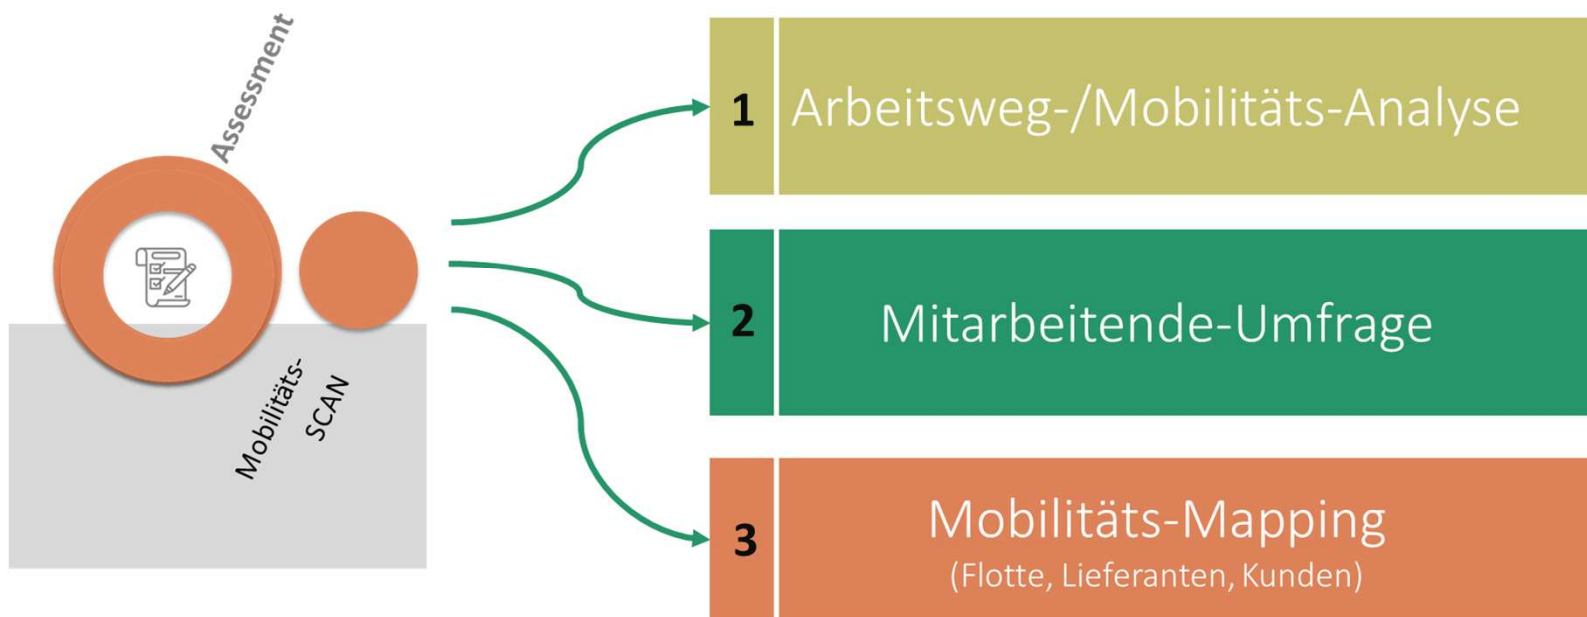 Assessment
Mobilitäts-
SCAN
1
Arbeitsweg-/Mobilitäts-Analyse
2
Mitarbeitende-Umfrage
3
Mobilitäts-Mapping
(Flotte, Lieferanten, Kunden)